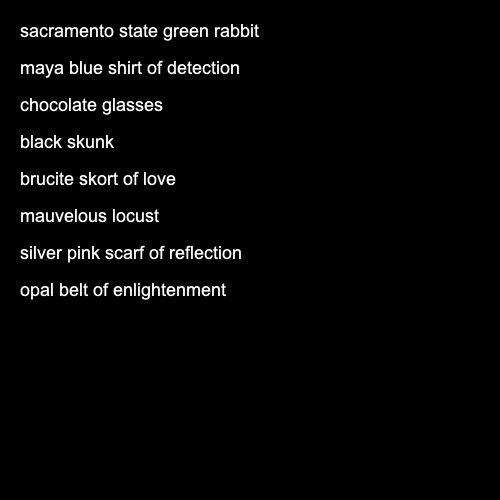 sacramento state green rabbit
maya blue shirt of detection
chocolate glasses
black skunk
brucite skort of love
mauvelous locust
silver pink scarf of reflection
opal belt of enlightenment